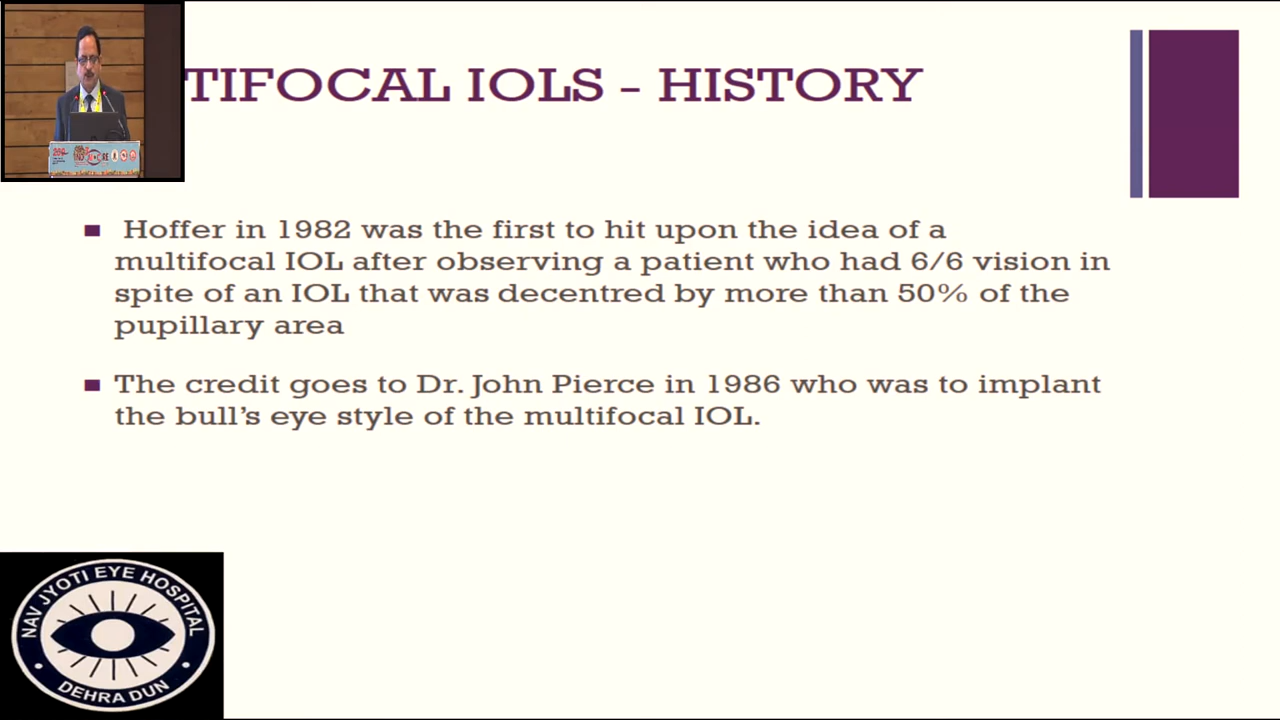 TIFOCAL IOLS - HISTORY
Hoffer in 1982 was the first to hit upon the idea of a
multifocal IOL after observing a patient who had 6/6 vision in
spite of an IOL that was decentred by more than 50% of the
pupillary area
The credit goes to Dr. John Pierce in 1986 who was to implant
the bull's eye style of the multifocal IOL.
NAV JYOTI EYE HOSPITAL
DEHRA DUN